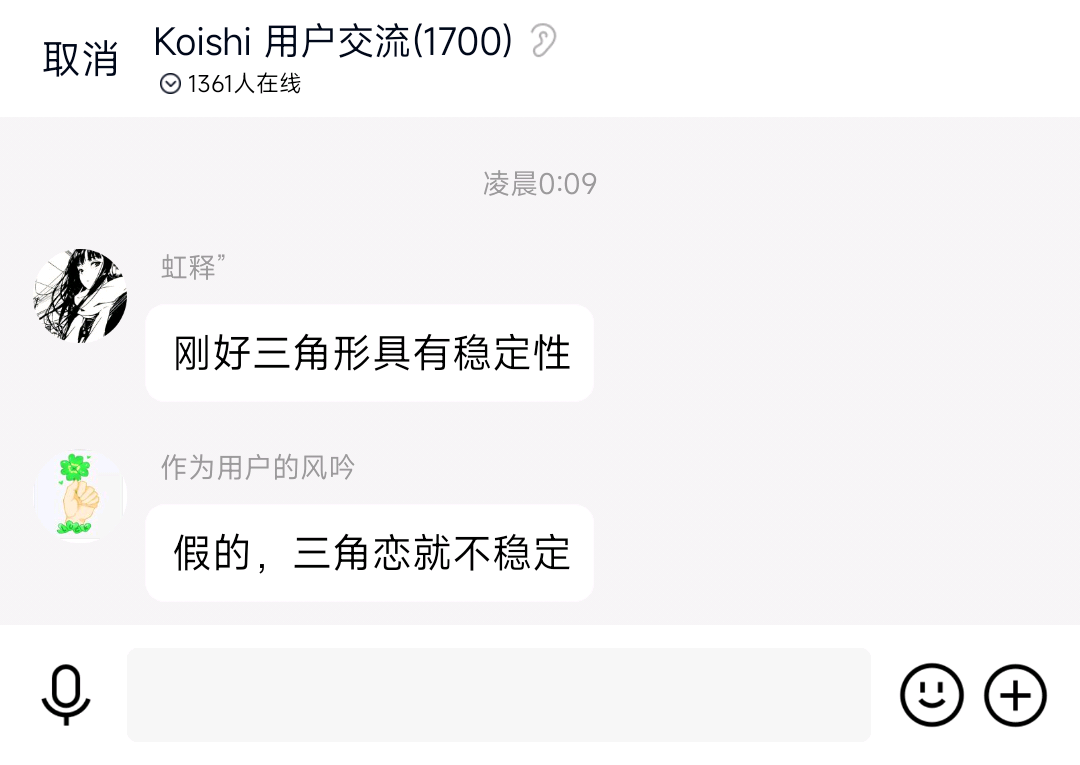 取消
Koishi 用户交流(1700)
1361人在线
凌晨0:09
虹释”
刚好三角形具有稳定性
作为用户的风吟
假的，三角恋就不稳定